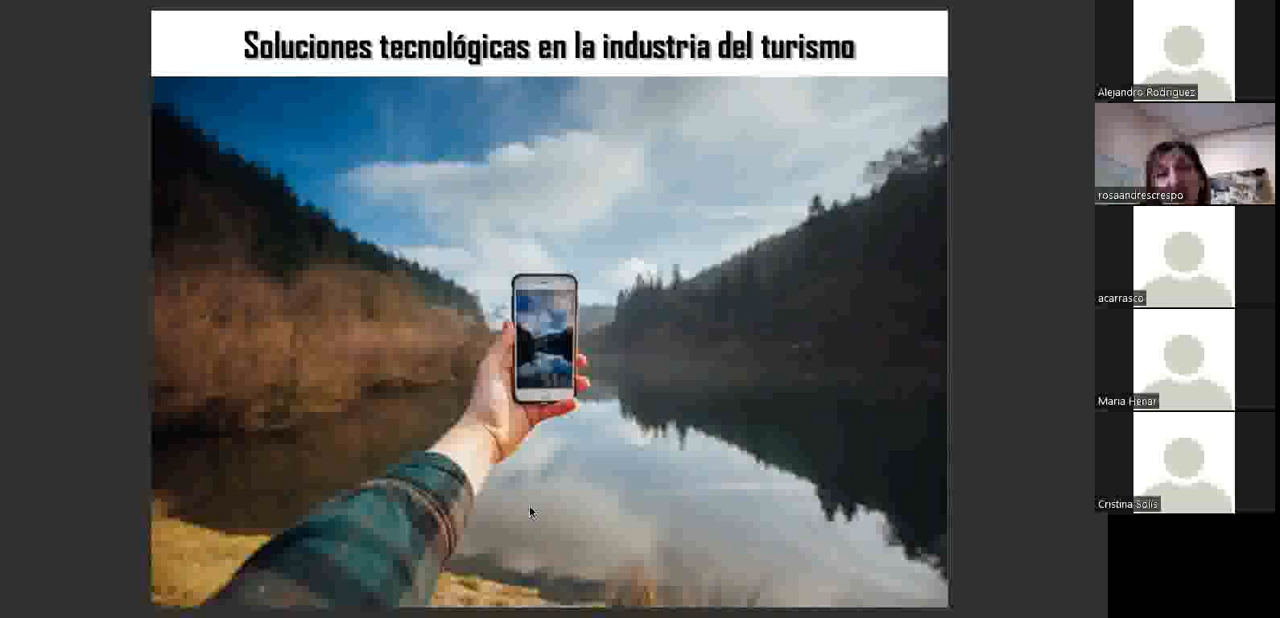 Soluciones tecnológicas en la industria del turismo
Alejandro Rodriguez
rosaandrescrespo
acarrasco
Maria Henar
Cristina Solis